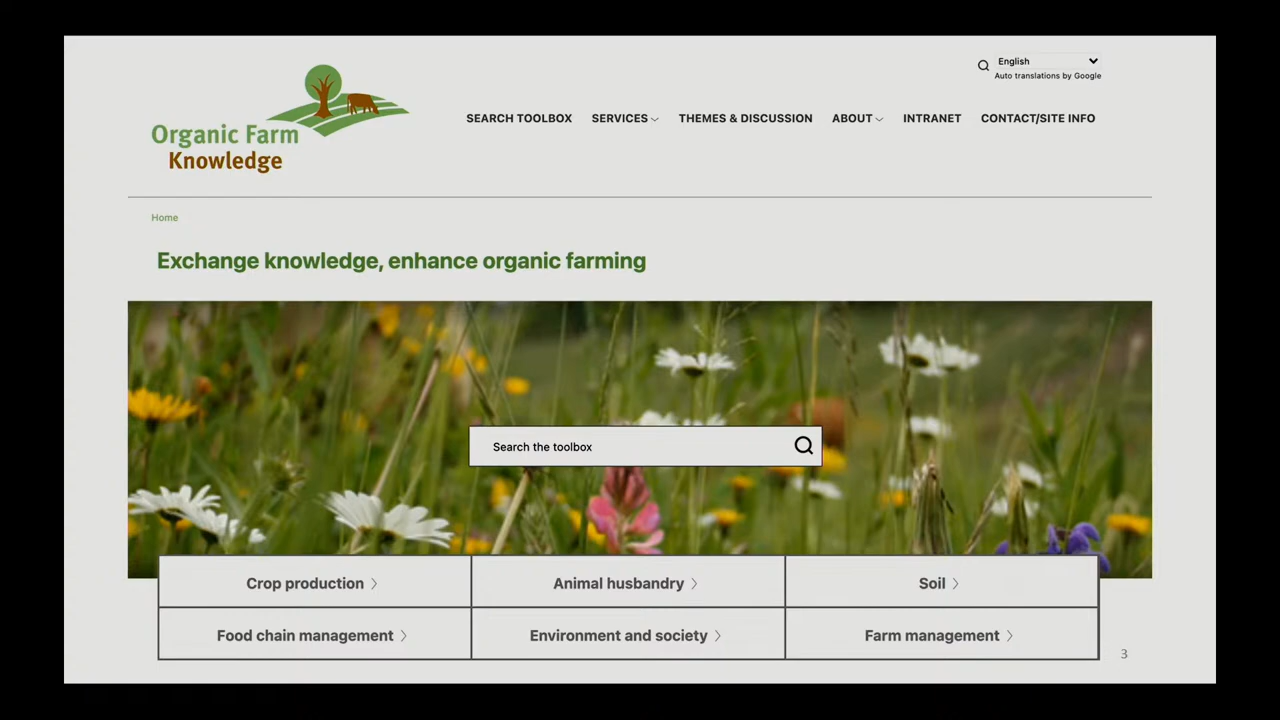 English
Auto translations by Google
Organic Farm
Knowledge
SEARCH TOOLBOX SERVICES THEMES & DISCUSSION ABOUT INTRANET CONTACT/SITE INFO
Home
Exchange knowledge, enhance organic farming
Search the toolbox
Crop production Animal husbandry Soil
Food chain management Environment and society Farm management
3